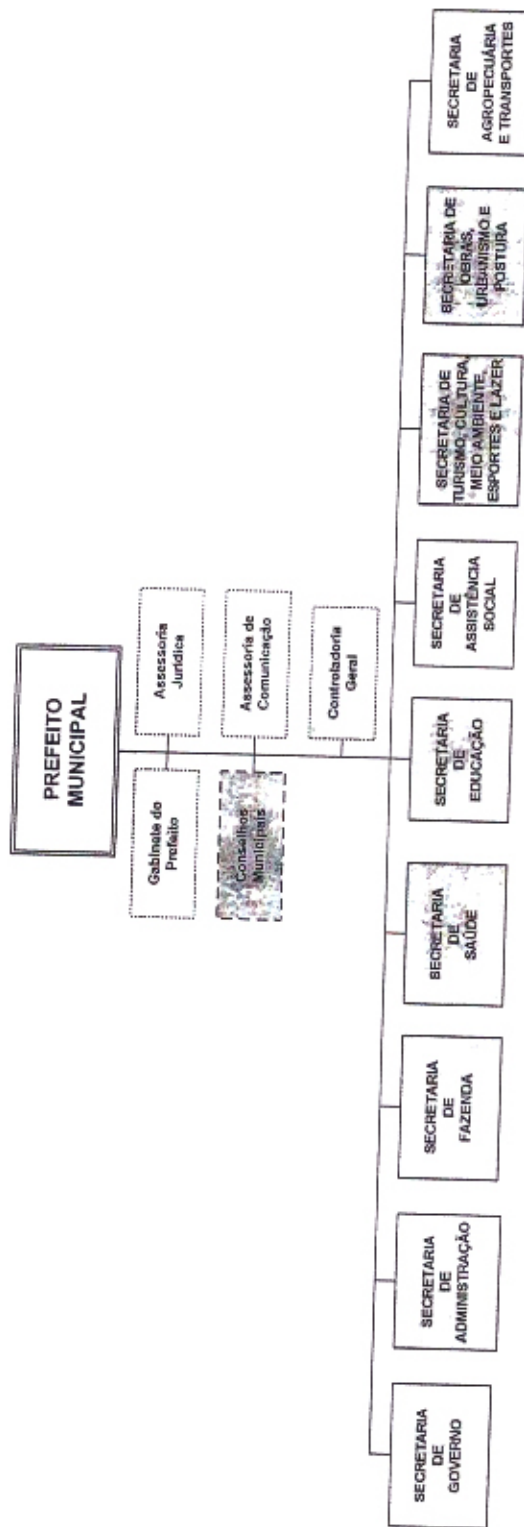 PREFEITO
MUNICIPAL
Gabinete do
Prefeito
Assessoria
Jurídica
Conselhos
Municipais
Assessoria de
Comunicação
Controladoria
Geral
SECRETARIA
DE
GOVERNO
SECRETARIA
DE
ADMINISTRAÇÃO
SECRETARIA
DE
FAZENDA
SECRETARIA
DE
SAÚDE
SECRETARIA
DE
EDUCAÇÃO
SECRETARIA
DE
ASSISTÊNCIA
SOCIAL
SECRETARIA DE
TURISMO, CULTURA,
MEIO AMBIENTE,
ESPORTES E LAZER
SECRETARIA DE
OBRAS,
URBANISMO E
POSTURA
SECRETARIA
DE
AGROPECUÁRIA
E TRANSPORTES